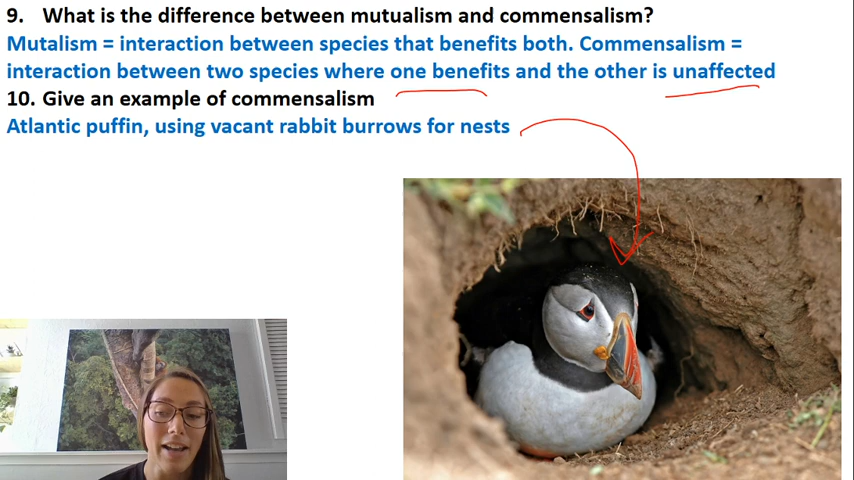 9. What is the difference between mutualism and commensalism?
Mutalism = interaction between species that benefits both. Commensalism =
interaction between two species where one benefits and the other is unaffected
10. Give an example of commensalism
Atlantic puffin, using vacant rabbit burrows for nests